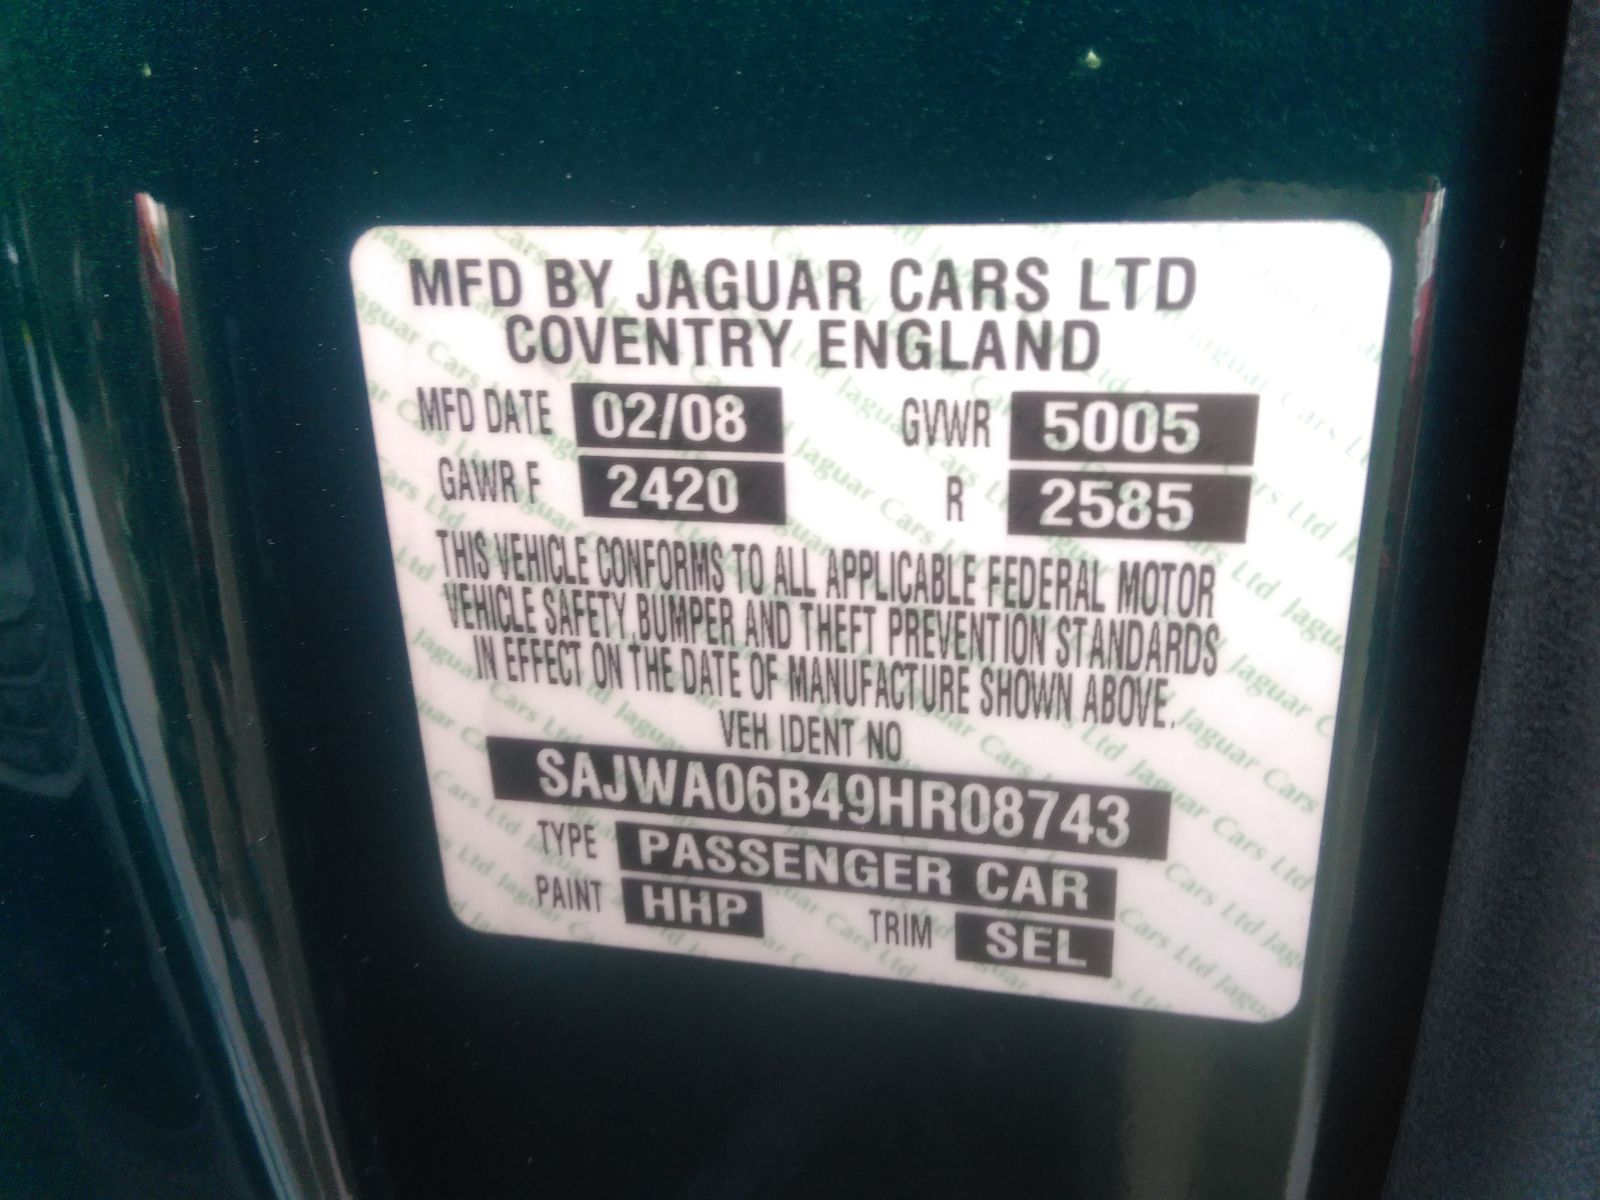 MFD BY JAGUAR CARS LTD
COVENTRY ENGLAND
MFD DATE 02/08 GVWR 5005
GAWR F 2420 R 2585
THIS VEHICLE CONFORMS TO ALL APPLICABLE FEDERAL MOTOR
VEHICLE SAFETY, BUMPER AND THEFT PREVENTION STANDARDS
IN EFFECT ON THE DATE OF MANUFACTURE SHOWN ABOVE.
VEH IDENT NO
SAJWA06B49HR08743
TYPE PASSENGER CAR
PAINT HHP TRIM SEL